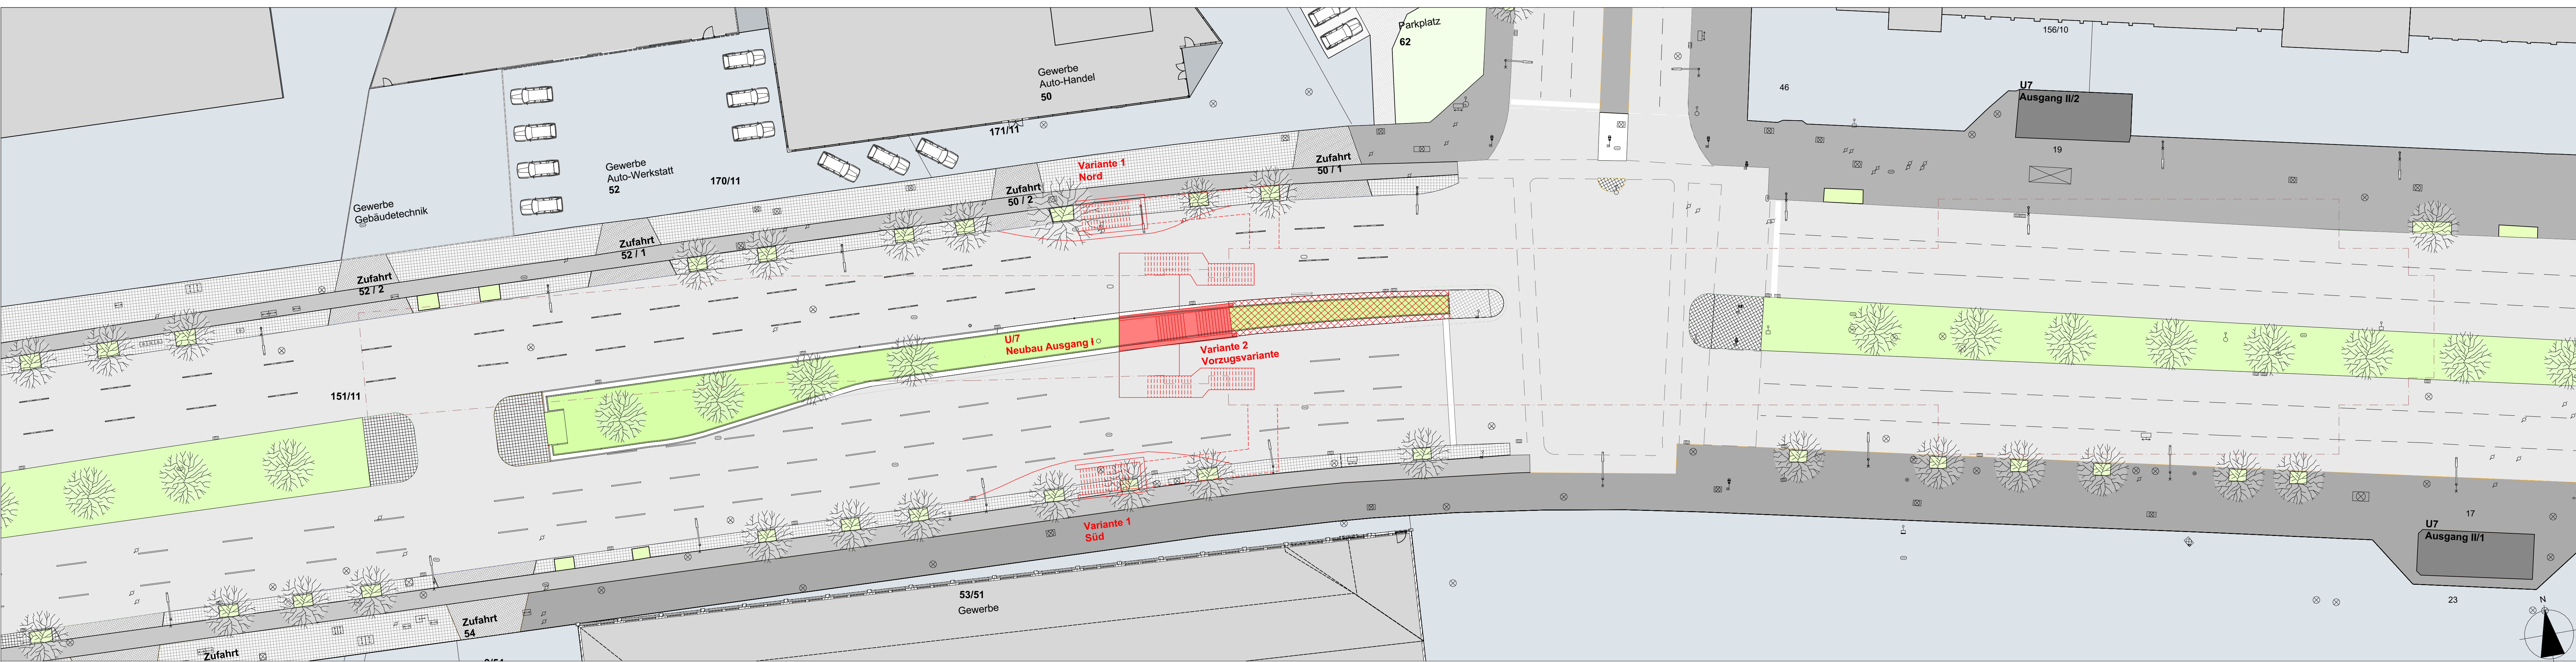 Parkplatz
62
156/10
Gewerbe
Auto-Handel
50
46
U7
Ausgang II/2
171/11
19
Gewerbe
Auto-Werkstatt
52
170/11
Variante 1
Nord
Zufahrt
50 / 1
Zufahrt
50 / 2
Gewerbe
Gebäudetechnik
Zufahrt
52 / 1
Zufahrt
52 / 2
U/7
Neubau Ausgang I
Variante 2
Vorzugsvariante
151/11
Variante 1
Süd
17
U7
Ausgang II/1
53/51
Gewerbe
23
N
Zufahrt
54
Zufahrt